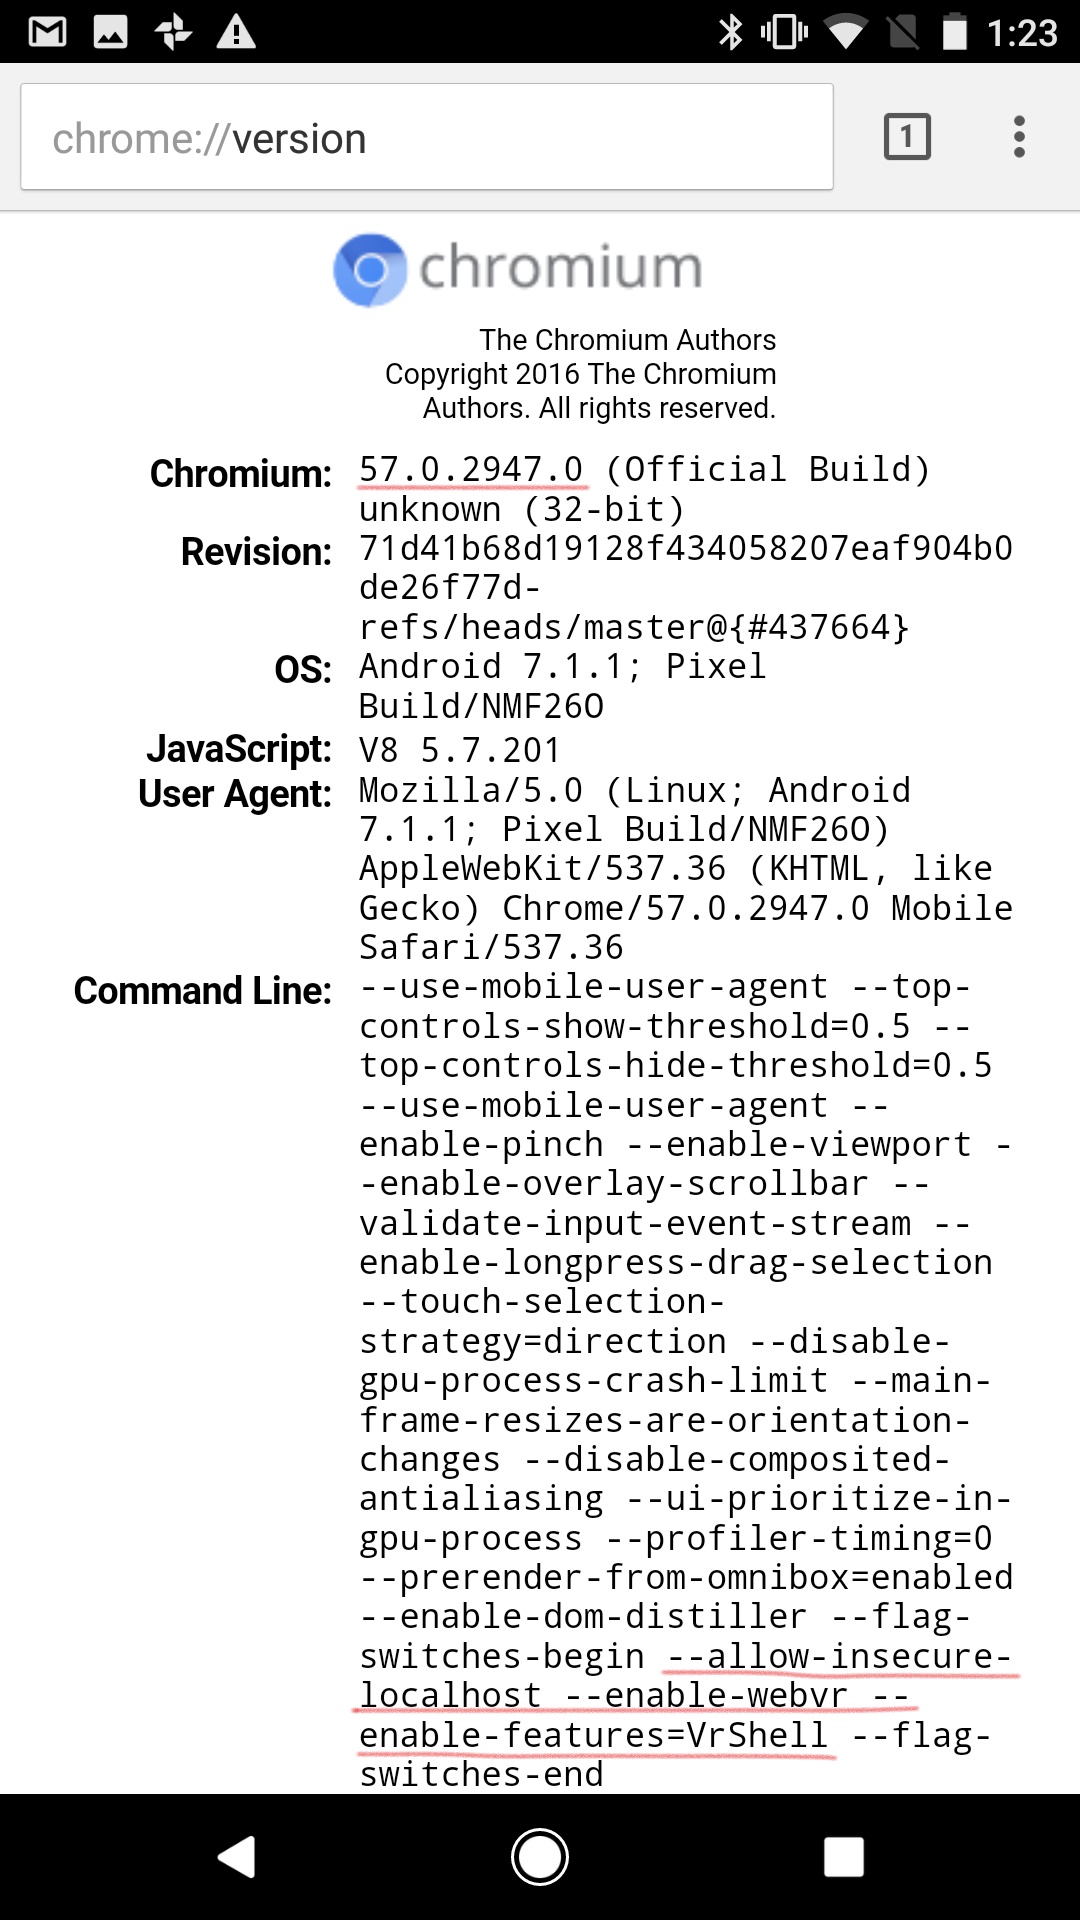 1:23
chrome://version
1
chromium
The Chromium Authors
Copyright 2016 The Chromium
Authors. All rights reserved.
Chromium: 57.0.2947.0 (Official Build)
unknown (32-bit)
Revision: 71d41b68d19128f434058207eaf904b0
de26f77d-
refs/heads/master@{#437664}
OS: Android 7.1.1; Pixel
Build/NMF26O
JavaScript: V8 5.7.201
User Agent: Mozilla/5.0 (Linux; Android
7.1.1; Pixel Build/NMF26O)
AppleWebKit/537.36 (KHTML, like
Gecko) Chrome/57.0.2947.0 Mobile
Safari/537.36
Command Line: --use-mobile-user-agent --top-
controls-show-threshold=0.5 --
top-controls-hide-threshold=0.5
--use-mobile-user-agent --
enable-pinch --enable-viewport -
-enable-overlay-scrollbar --
validate-input-event-stream --
enable-longpress-drag-selection
--touch-selection-
strategy=direction --disable-
gpu-process-crash-limit --main-
frame-resizes-are-orientation-
changes --disable-composited-
antialiasing --ui-prioritize-in-
gpu-process --profiler-timing=0
--prerender-from-omnibox=enabled
--enable-dom-distiller --flag-
switches-begin --allow-insecure-
localhost --enable-webvr --
enable-features=VrShell --flag-
switches-end